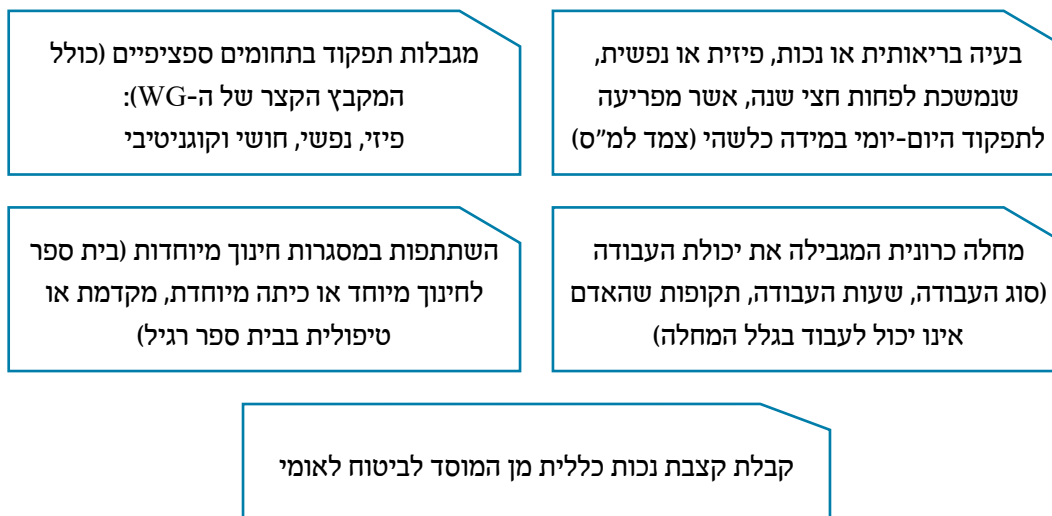 בעיה בריאותית או נכות, פיזית או נפשית,
שנמשכת לפחות חצי שנה, אשר מפריעה
לתפקוד היום-יומי במידה כלשהי (צמד למ״ס)
מגבלות תפקוד בתחומים ספציפיים (כולל
המקבץ הקצר של ה-WG):
פיזי, נפשי, חושי וקוגניטיבי
מחלה כרונית המגבילה את יכולת העבודה
(סוג העבודה, שעות העבודה, תקופות שהאדם
אינו יכול לעבוד בגלל המחלה)
השתתפות במסגרות חינוך מיוחדות (בית ספר
לחינוך מיוחד או כיתה מיוחדת, מקדמת או
טיפולית בבית ספר רגיל)
קבלת קצבת נכות כללית מן המוסד לביטוח לאומי